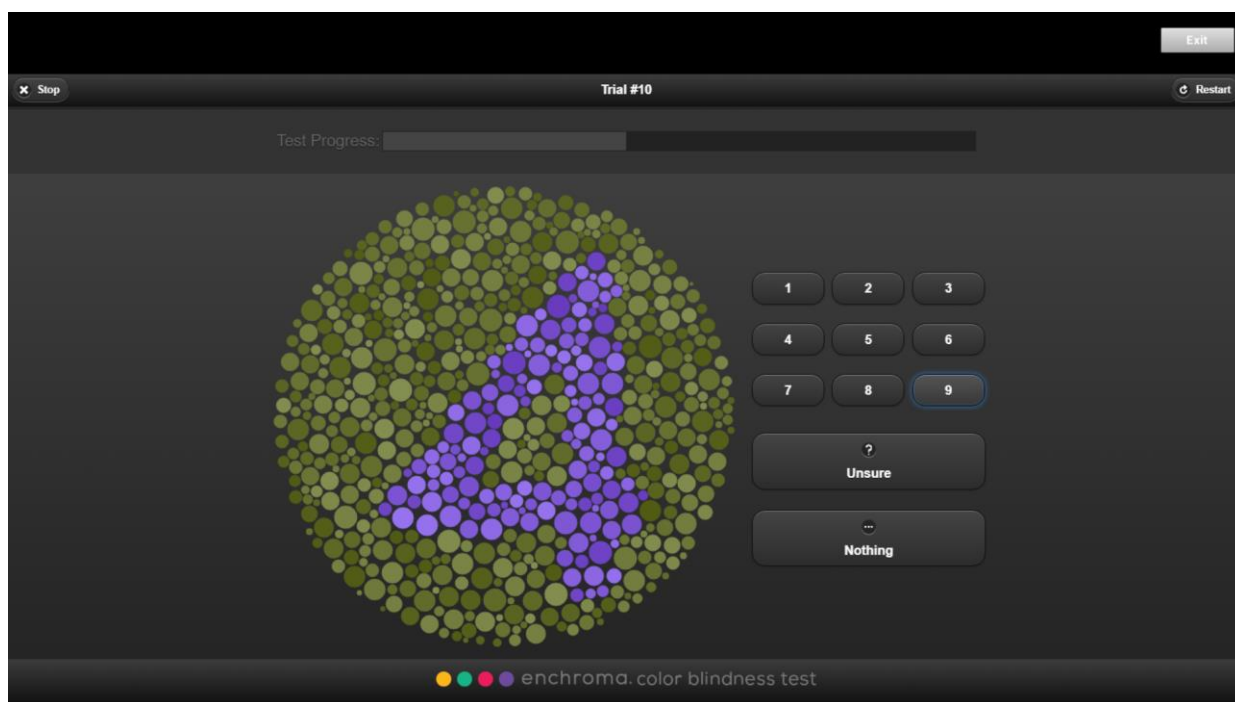 Exit
Stop
Trial #10
Restart
Test Progress:
4
1 2 3
4 5 6
7 8 9
?
Unsure
...
Nothing
enchroma. color blindness test